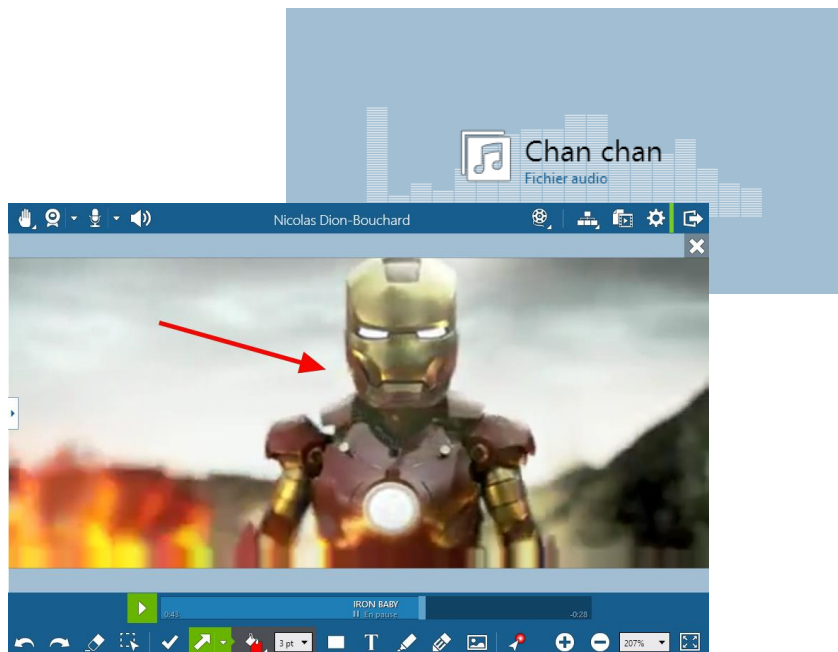 Chan chan
Fichier audio
Nicolas Dion-Bouchard
IRON BABY
0:43
En pause
-0:28
3 pt
T
207%